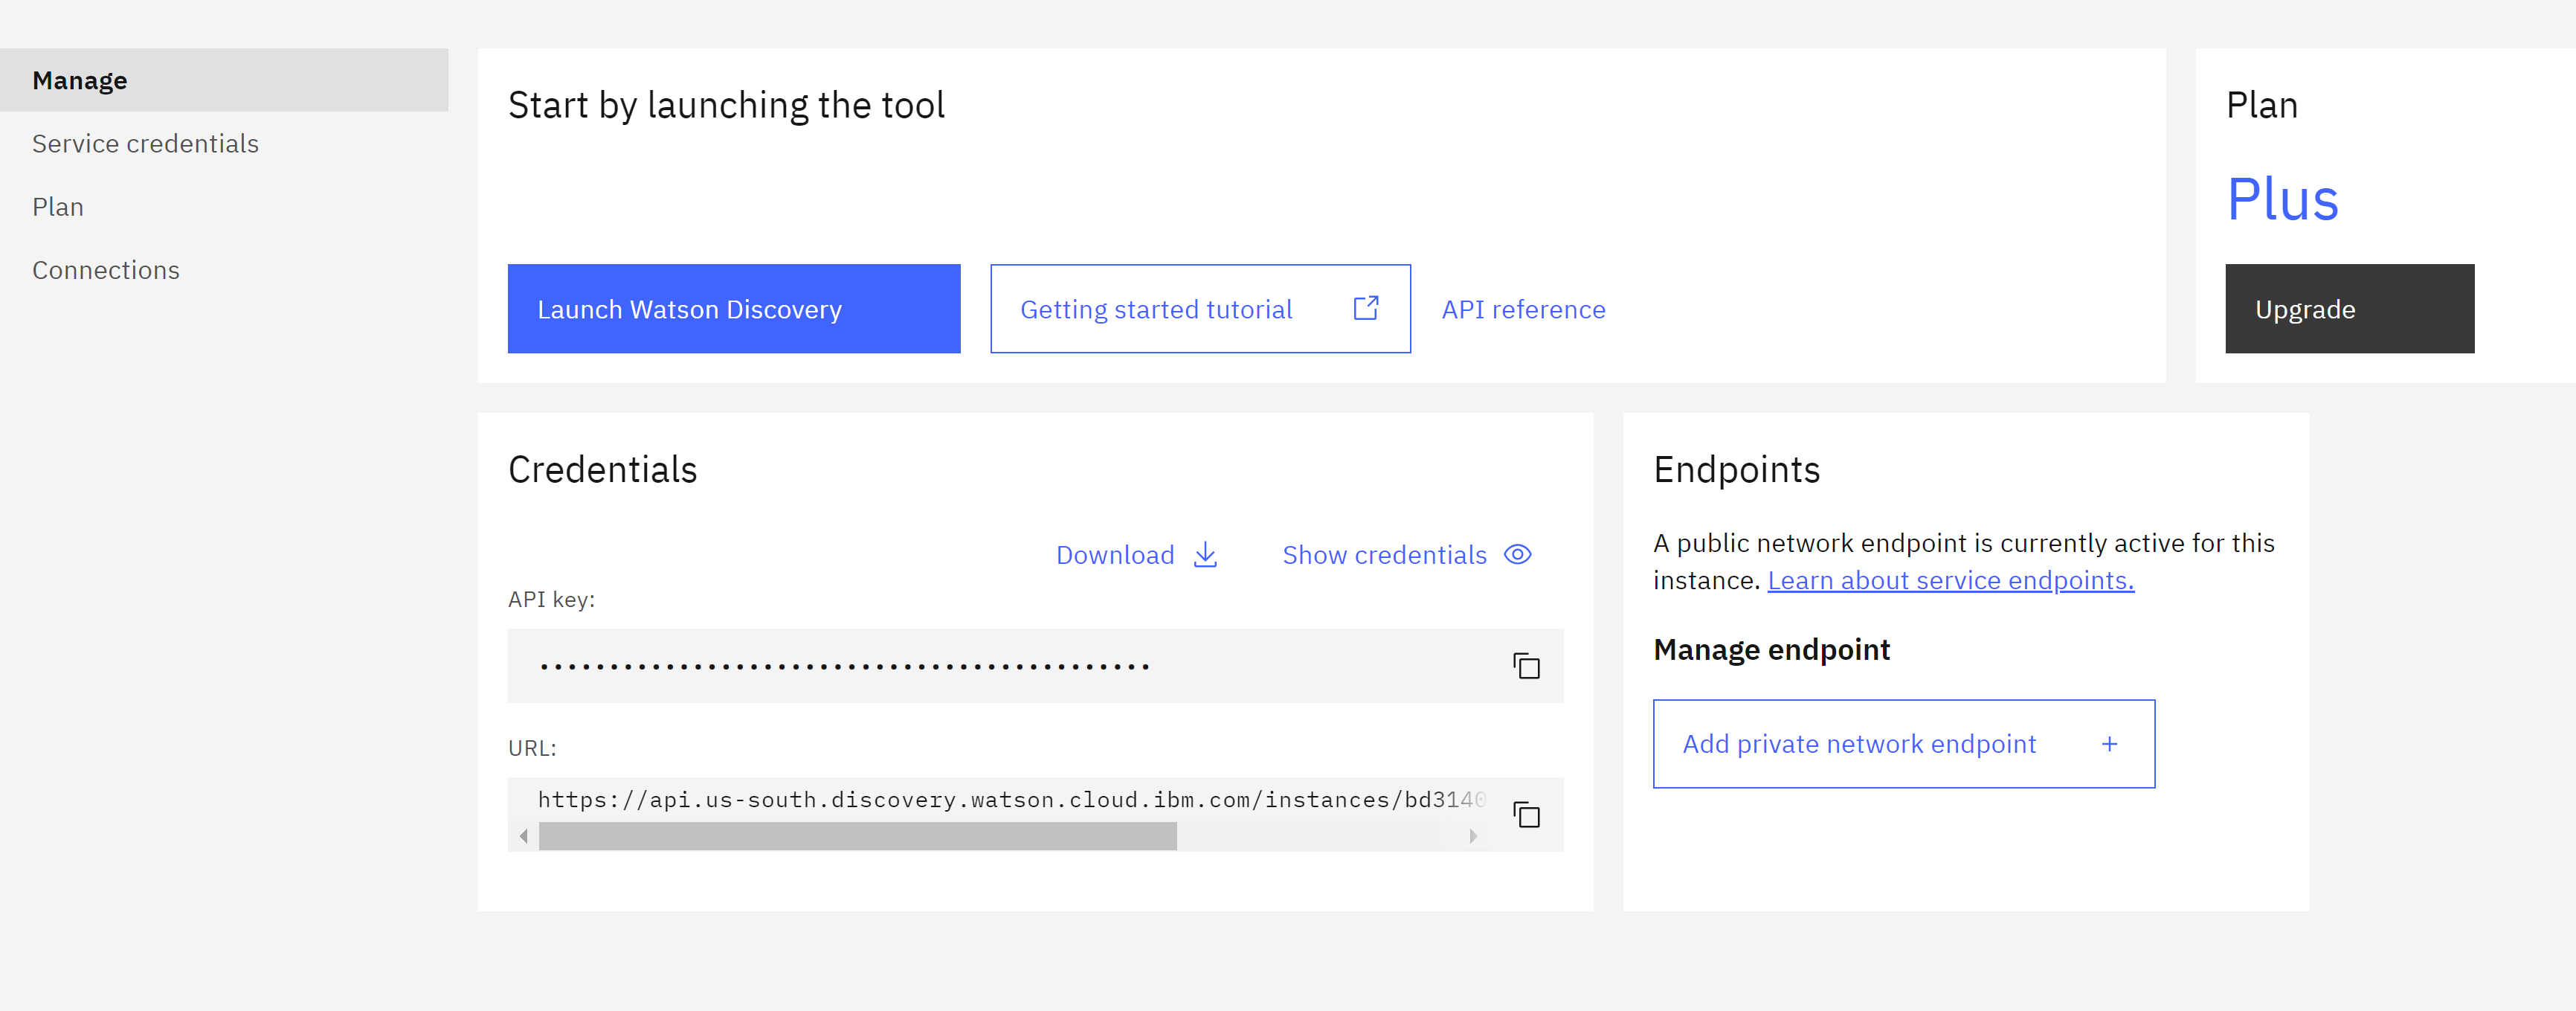 Manage
Service credentials
Plan
Connections
Start by launching the tool
Launch Watson Discovery
Getting started tutorial
API reference
Plan
Plus
Upgrade
Credentials
Download
Show credentials
API key:
••••••••••••••••••••••••••••••••••••••••••••
URL:
https://api.us-south.discovery.watson.cloud.ibm.com/instances/bd3140
Endpoints
A public network endpoint is currently active for this
instance. Learn about service endpoints.
Manage endpoint
Add private network endpoint +